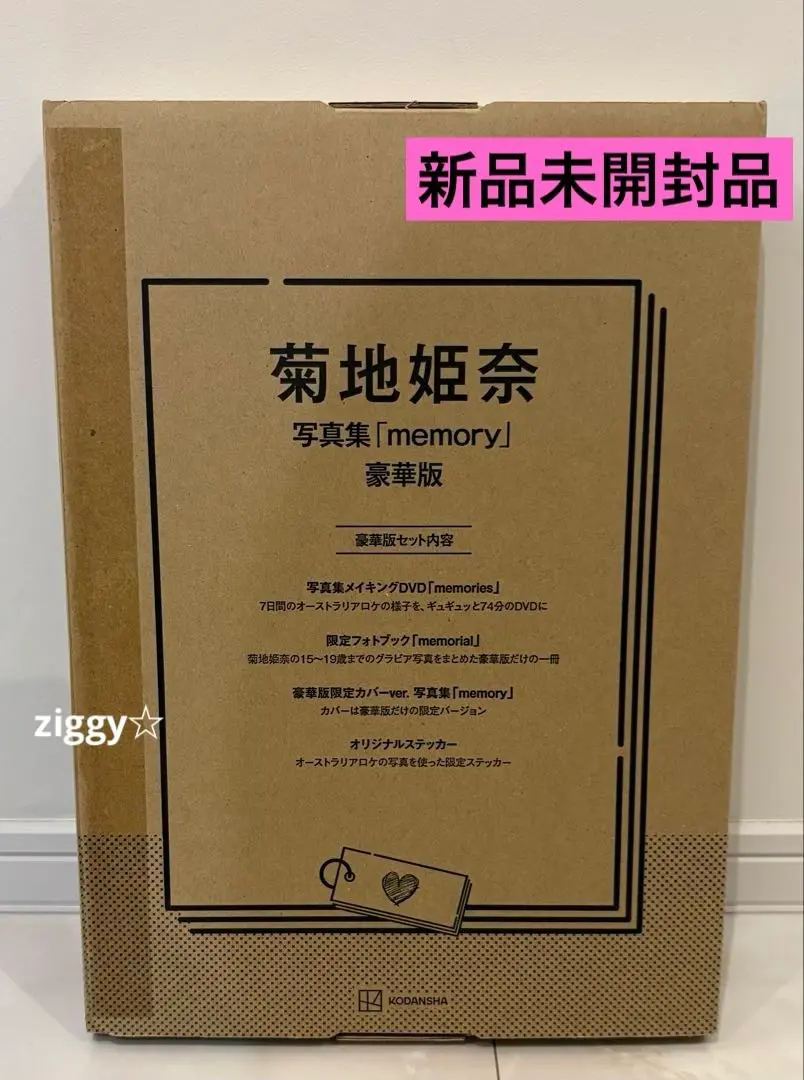 新品未開封品
菊地姫奈
写真集「memory」
豪華版
豪華版セット内容
写真集メイキングDVD「memories」
7日間のオーストラリアロケの様子を、ギュギュッと74分のDVDに
限定フォトブック「memorial」
菊地姫奈の15〜19歳までのグラビア写真をまとめた豪華版だけの一冊
豪華版限定カバーver. 写真集「memory」
カバーは豪華版だけの限定バージョン
ziggy☆
オリジナルステッカー
オーストラリアロケの写真を使った限定ステッカー
KODANSHA